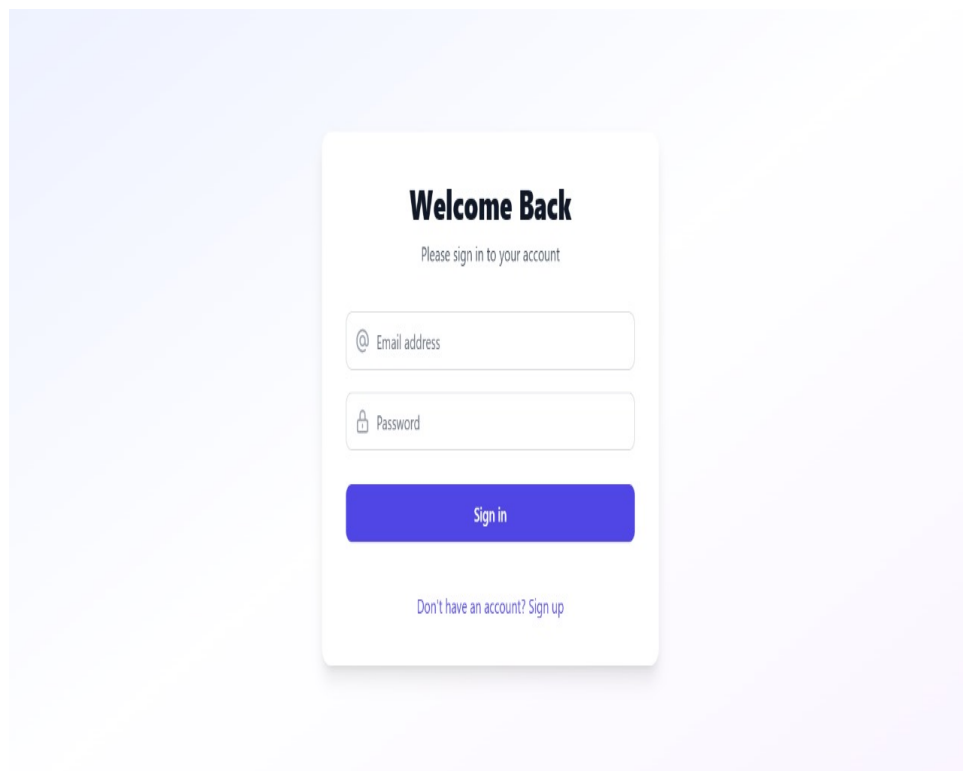 Welcome Back
Please sign in to your account
@ Email address
Password
Sign in
Don't have an account? Sign up